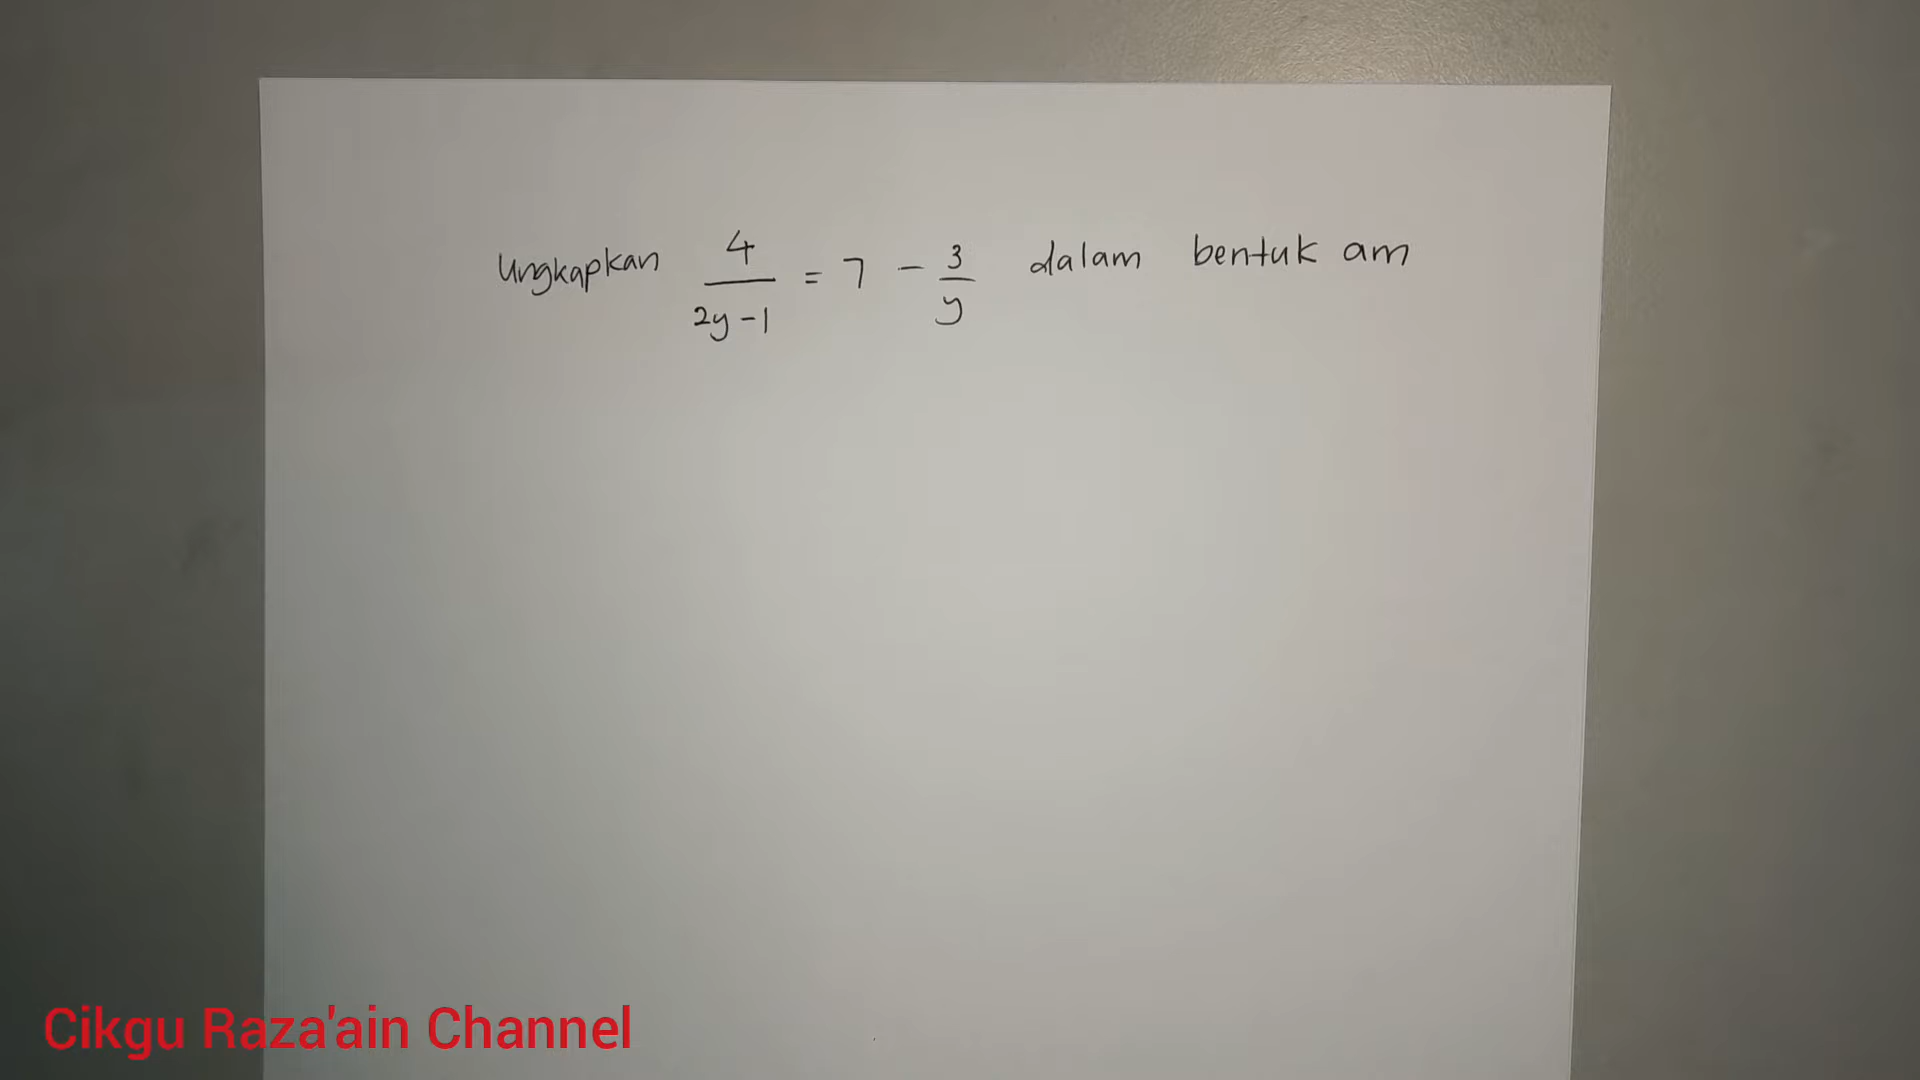 Ungkapkan 4/(2y-1) = 7 - 3/y dalam bentuk am
Cikgu Raza'ain Channel